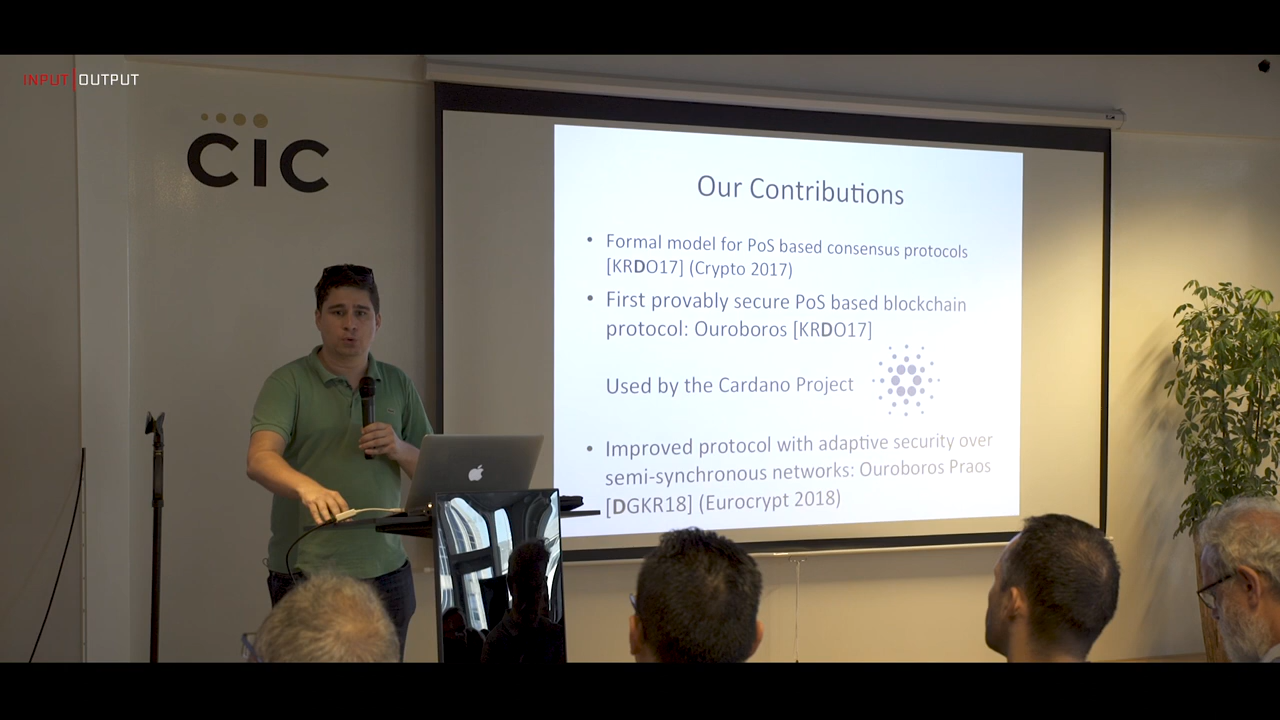 INPUT|OUTPUT
CIC
Our Contributions
• Formal model for PoS based consensus protocols
[KRDO17] (Crypto 2017)
• First provably secure PoS based blockchain
protocol: Ouroboros [KRDO17]
Used by the Cardano Project
• Improved protocol with adaptive security over
semi-synchronous networks: Ouroboros Praos
[DGKR18] (Eurocrypt 2018)